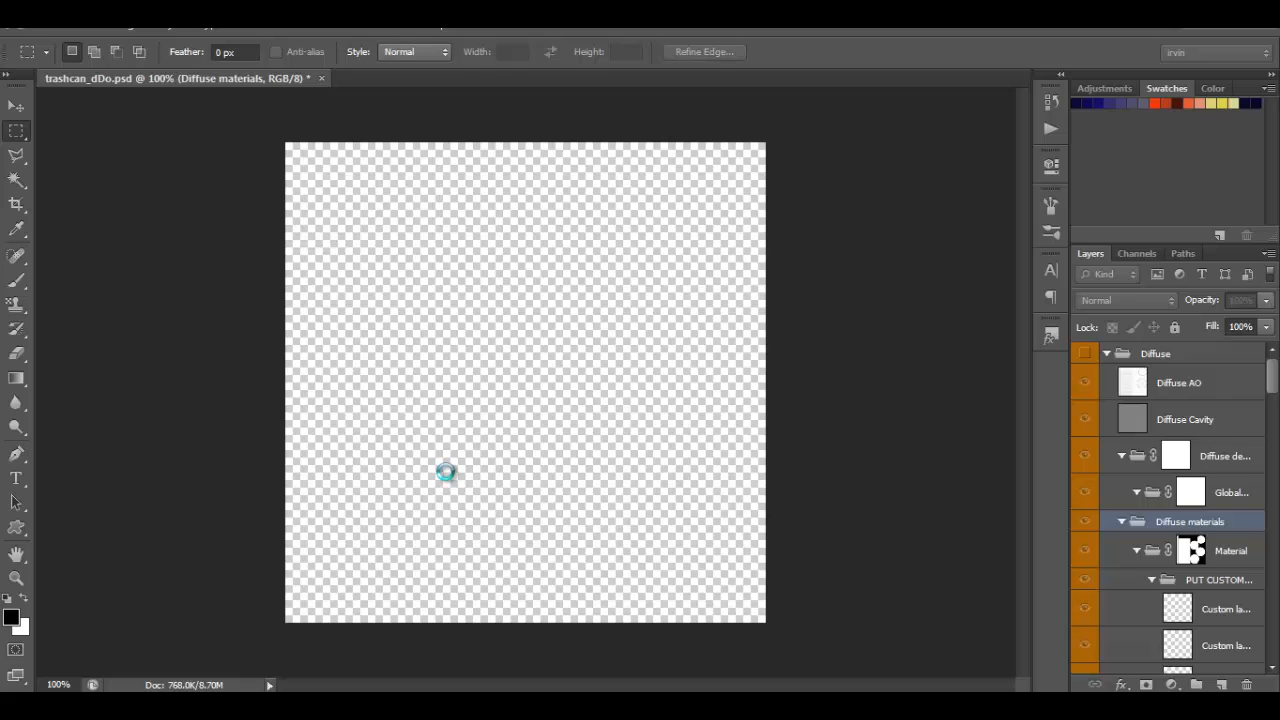 Feather: 0 px Anti-alias Style: Normal Width: Height: Refine Edge... irvin
trashcan_dDo.psd @ 100% (Diffuse materials, RGB/8) * ×
Adjustments Swatches Color
Layers Channels Paths
Kind
Normal Opacity: 100%
Lock: Fill: 100%
Diffuse
Diffuse AO
Diffuse Cavity
Diffuse de...
Global...
Diffuse materials
Material
PUT CUSTOM...
Custom la...
Custom la...
100% Doc: 768.0K/8.70M